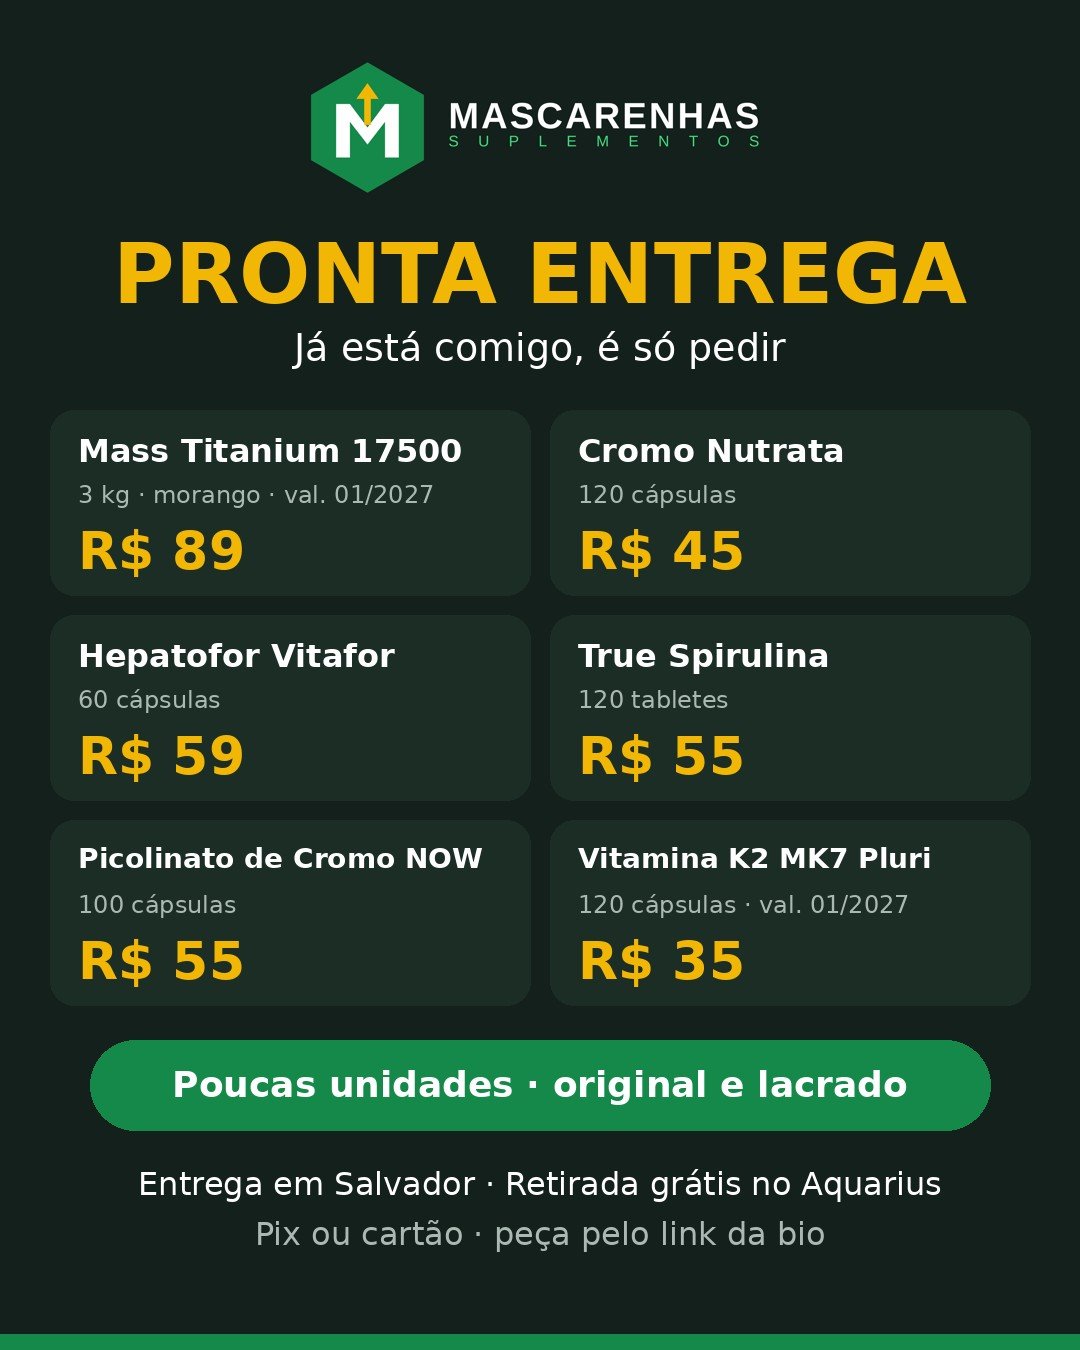 M
MASCARENHAS
SUPLEMENTOS
PRONTA ENTREGA
Já está comigo, é só pedir
Mass Titanium 17500
3 kg · morango · val. 01/2027
R$ 89
Cromo Nutrata
120 cápsulas
R$ 45
Hepatofor Vitafor
60 cápsulas
R$ 59
True Spirulina
120 tabletes
R$ 55
Picolinato de Cromo NOW
100 cápsulas
R$ 55
Vitamina K2 MK7 Pluri
120 cápsulas · val. 01/2027
R$ 35
Poucas unidades · original e lacrado
Entrega em Salvador · Retirada grátis no Aquarius
Pix ou cartão · peça pelo link da bio